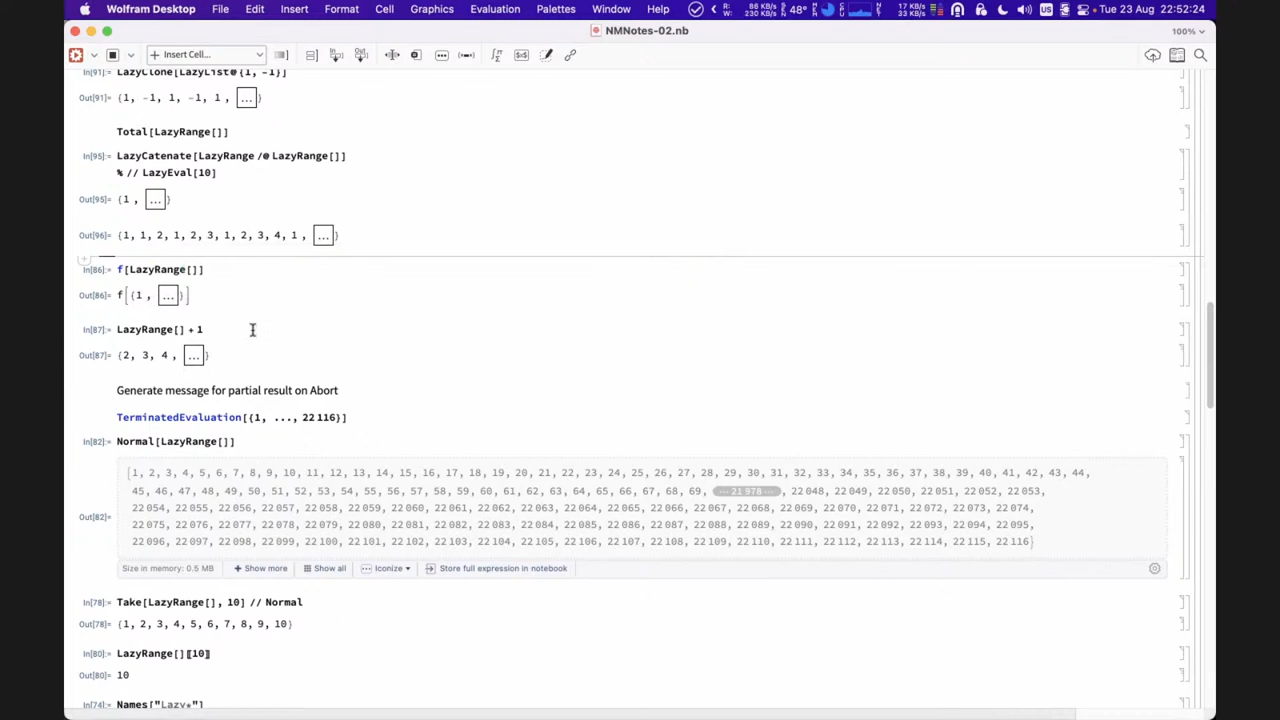 Wolfram Desktop File Edit Insert Format Cell Graphics Evaluation Palettes Window Help R: 86 KB/s W: 230 KB/s 48° 17 KB/s 33 KB/s US Tue 23 Aug 22:52:24
NMNotes-02.nb 100%
Insert Cell...
In[91]:= LazyClone[LazyList@{1, -1}]
Out[91]= {1, -1, 1, -1, 1, ...}
Total[LazyRange[]]
In[95]:= LazyCatenate[LazyRange /@ LazyRange[]]
% // LazyEval[10]
Out[95]= {1, ...}
Out[96]= {1, 1, 2, 1, 2, 3, 1, 2, 3, 4, 1, ...}
In[86]:= f[LazyRange[]]
Out[86]= f[{1, ...}]
In[87]:= LazyRange[] + 1
Out[87]= {2, 3, 4, ...}
Generate message for partial result on Abort
TerminatedEvaluation[{1, ..., 22 116}]
In[82]:= Normal[LazyRange[]]
{1, 2, 3, 4, 5, 6, 7, 8, 9, 10, 11, 12, 13, 14, 15, 16, 17, 18, 19, 20, 21, 22, 23, 24, 25, 26, 27, 28, 29, 30, 31, 32, 33, 34, 35, 36, 37, 38, 39, 40, 41, 42, 43, 44,
45, 46, 47, 48, 49, 50, 51, 52, 53, 54, 55, 56, 57, 58, 59, 60, 61, 62, 63, 64, 65, 66, 67, 68, 69, ... 21 978 ..., 22 048, 22 049, 22 050, 22 051, 22 052, 22 053,
Out[82]= 22 054, 22 055, 22 056, 22 057, 22 058, 22 059, 22 060, 22 061, 22 062, 22 063, 22 064, 22 065, 22 066, 22 067, 22 068, 22 069, 22 070, 22 071, 22 072, 22 073, 22 074,
22 075, 22 076, 22 077, 22 078, 22 079, 22 080, 22 081, 22 082, 22 083, 22 084, 22 085, 22 086, 22 087, 22 088, 22 089, 22 090, 22 091, 22 092, 22 093, 22 094, 22 095,
22 096, 22 097, 22 098, 22 099, 22 100, 22 101, 22 102, 22 103, 22 104, 22 105, 22 106, 22 107, 22 108, 22 109, 22 110, 22 111, 22 112, 22 113, 22 114, 22 115, 22 116}
Size in memory: 0.5 MB + Show more Show all Iconize Store full expression in notebook
In[78]:= Take[LazyRange[], 10] // Normal
Out[78]= {1, 2, 3, 4, 5, 6, 7, 8, 9, 10}
In[80]:= LazyRange[]〚10〛
Out[80]= 10
In[74]:= Names["Lazy*"]